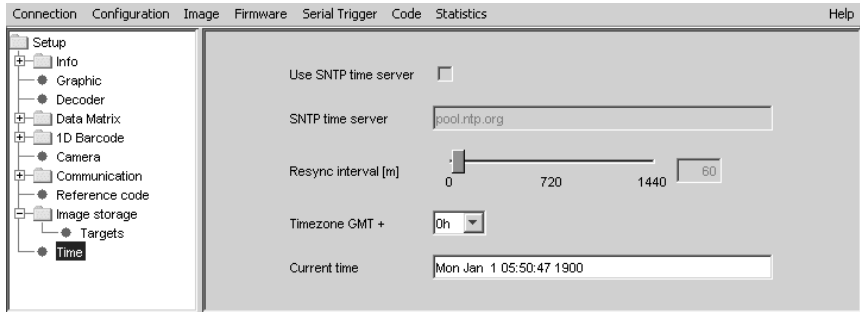 Connection Configuration Image Firmware Serial Trigger Code Statistics Help
Setup
Info
Graphic
Decoder
Data Matrix
1D Barcode
Camera
Communication
Reference code
Image storage
Targets
Time
Use SNTP time server
SNTP time server pool.ntp.org
Resync interval [m] 0 720 1440 60
Timezone GMT + 0h
Current time Mon Jan 1 05:50:47 1900